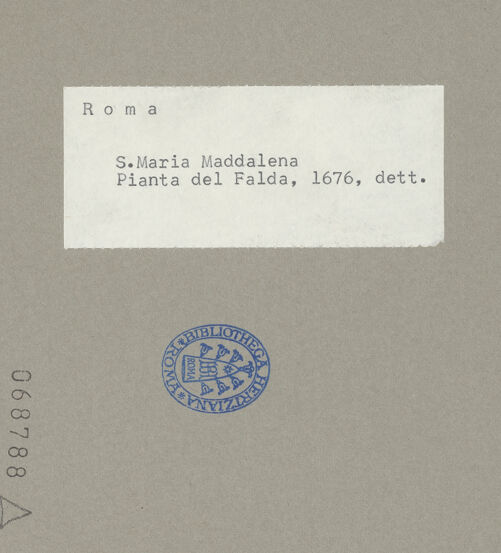 R o m a
S.Maria Maddalena
Pianta del Falda, 1676, dett.
BIBLIOTHECA HERTZIANA * ROMA *
ROMA
068788